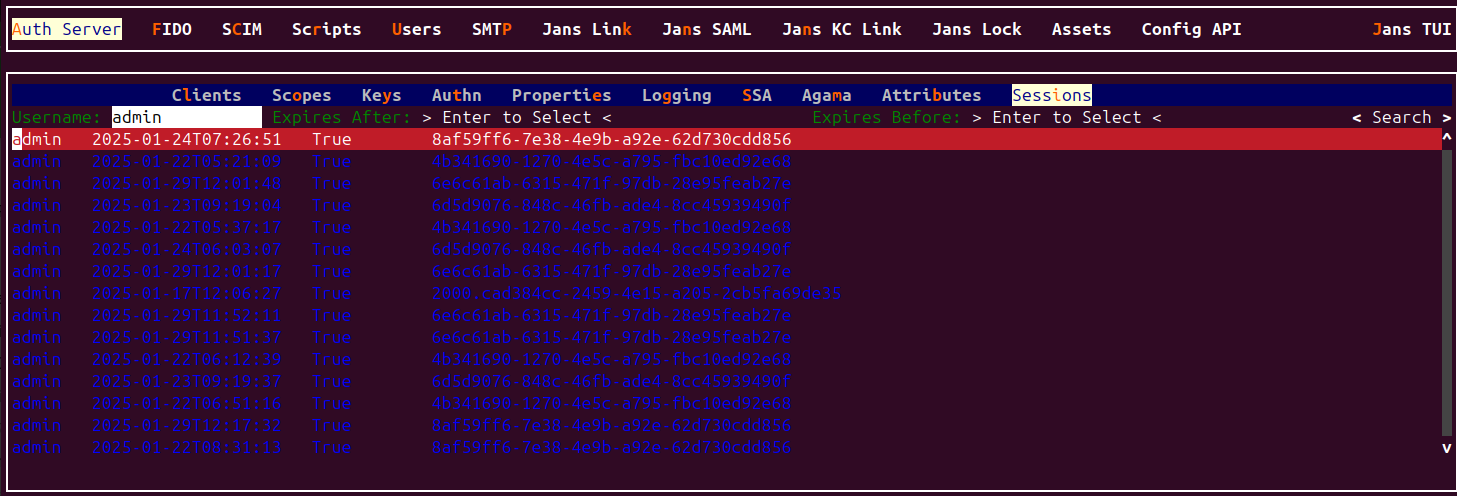 Auth Server FIDO SCIM Scripts Users SMTP Jans Link Jans SAML Jans KC Link Jans Lock Assets Config API Jans TUI
Clients Scopes Keys Authn Properties Logging SSA Agama Attributes Sessions
Username: admin Expires After: > Enter to Select < Expires Before: > Enter to Select < < Search >
admin 2025-01-24T07:26:51 True 8af59ff6-7e38-4e9b-a92e-62d730cdd856 ^
admin 2025-01-22T05:21:09 True 4b341690-1270-4e5c-a795-fbc10ed92e68
admin 2025-01-29T12:01:48 True 6e6c61ab-6315-471f-97db-28e95feab27e
admin 2025-01-23T09:19:04 True 6d5d9076-848c-46fb-ade4-8cc45939490f
admin 2025-01-22T05:37:17 True 4b341690-1270-4e5c-a795-fbc10ed92e68
admin 2025-01-24T06:03:07 True 6d5d9076-848c-46fb-ade4-8cc45939490f
admin 2025-01-29T12:01:17 True 6e6c61ab-6315-471f-97db-28e95feab27e
admin 2025-01-17T12:06:27 True 2000.cad384cc-2459-4e15-a205-2cb5fa69de35
admin 2025-01-29T11:52:11 True 6e6c61ab-6315-471f-97db-28e95feab27e
admin 2025-01-29T11:51:37 True 6e6c61ab-6315-471f-97db-28e95feab27e
admin 2025-01-22T06:12:39 True 4b341690-1270-4e5c-a795-fbc10ed92e68
admin 2025-01-23T09:19:37 True 6d5d9076-848c-46fb-ade4-8cc45939490f
admin 2025-01-22T06:51:16 True 4b341690-1270-4e5c-a795-fbc10ed92e68
admin 2025-01-29T12:17:32 True 8af59ff6-7e38-4e9b-a92e-62d730cdd856
admin 2025-01-22T08:31:13 True 8af59ff6-7e38-4e9b-a92e-62d730cdd856 v